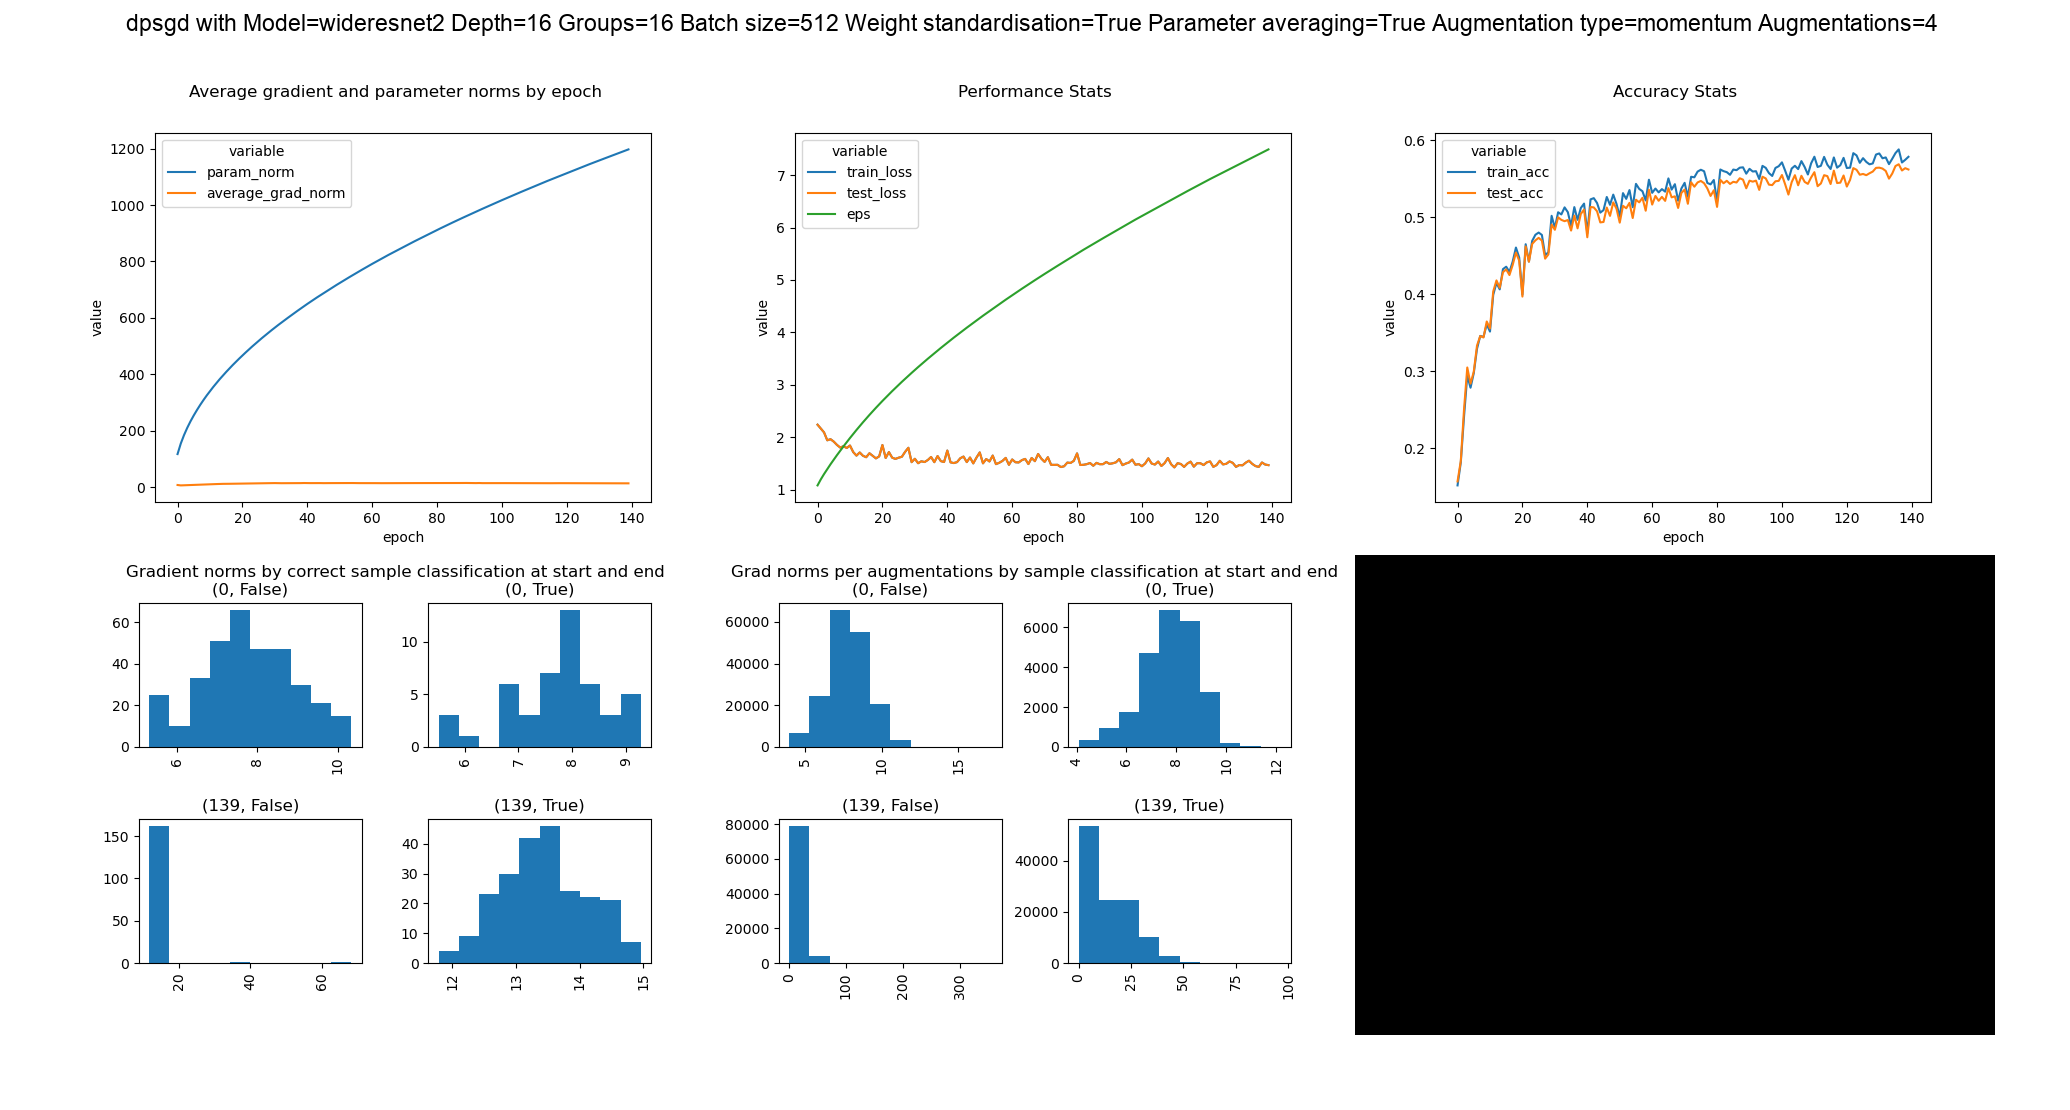 dpsgd with Model=wideresnet2 Depth=16 Groups=16 Batch size=512 Weight standardisation=True Parameter averaging=True Augmentation type=momentum Augmentations=4
Average gradient and parameter norms by epoch
variable
param_norm
average_grad_norm
1200
1000
800
600
400
200
0
value
0 20 40 60 80 100 120 140
epoch
Performance Stats
variable
train_loss
test_loss
eps
7
6
5
4
3
2
1
value
0 20 40 60 80 100 120 140
epoch
Accuracy Stats
variable
train_acc
test_acc
0.6
0.5
0.4
0.3
0.2
value
0 20 40 60 80 100 120 140
epoch
Gradient norms by correct sample classification at start and end
(0, False)
60
40
20
0
6 8 10
(0, True)
10
5
0
6 7 8 9
(139, False)
150
100
50
0
20 40 60
(139, True)
40
30
20
10
0
12 13 14 15
Grad norms per augmentations by sample classification at start and end
(0, False)
60000
40000
20000
0
5 10 15
(0, True)
6000
4000
2000
0
4 6 8 10 12
(139, False)
80000
60000
40000
20000
0
0 100 200 300
(139, True)
40000
20000
0
0 25 50 75 100